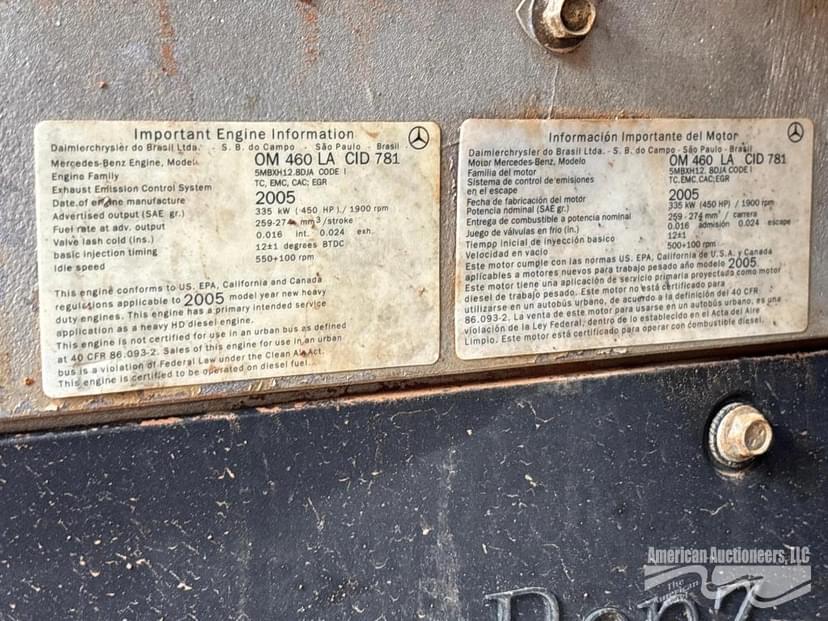 Important Engine Information
Daimlerchrysler do Brasil Ltda. - S. B. do Campo - São Paulo - Brasil
Mercedes-Benz Engine, Model OM 460 LA CID 781
Engine Family 5MBXH12.8DJA CODE I
Exhaust Emission Control System TC, EMC, CAC; EGR
Date of engine manufacture 2005
Advertised output (SAE gr.) 335 kW (450 HP) / 1900 rpm
Fuel rate at adv. output 259-274 mm³/stroke
Valve lash cold (ins.) 0.016 int. 0.024 exh.
basic injection timing 12±1 degrees BTDC
Idle speed 550+100 rpm
This engine conforms to US. EPA, California and Canada
regulations applicable to 2005 model year new heavy
duty engines. This engine has a primary intended service
application as a heavy HD diesel engine.
This engine is not certified for use in an urban bus as defined
at 40 CFR 86.093-2. Sales of this engine for use in an urban
bus is a violation of Federal Law under the Clean Air Act.
This engine is certified to be operated on diesel fuel.
Información Importante del Motor
Daimlerchrysler do Brasil Ltda. - S. B. do Campo - São Paulo - Brasil
Motor Mercedes-Benz, Modelo OM 460 LA CID 781
Familia del motor 5MBXH12.8DJA CODE I
Sistema de control de emisiones TC,EMC,CAC;EGR
en el escape
Fecha de fabricación del motor 2005
Potencia nominal (SAE gr.) 335 kW (450 HP) / 1900 rpm
Entrega de combustible a potencia nominal 259-274 mm³/ carrera
Juego de válvulas en frio (in.) 0.016 admisión 0.024 escape
Tiempp inicial de inyección basico 12±1
Velocidad en vacio 500+100 rpm
Este motor cumple con las normas US. EPA, California de U.S.A. y Canada
aplicables a motores nuevos para trabajo pesado año modelo 2005.
Este motor tiene una aplicación de servicio primaria proyectada como motor
diesel de trabajo pesado. Este motor no está certificado para
utilizarse en un autobús urbano, de acuerdo a la definición del 40 CFR
86.093-2. La venta de este motor para usarse en un autobús urbano, es una
violación de la Ley Federal, dentro de lo establecido en el Acta del Aire
Limpio. Este motor está certificado para operar con combustible diesel.
American Auctioneers, LLC
The
American
Benz